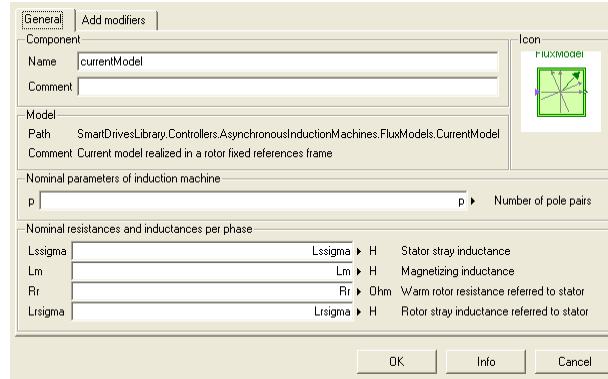 General Add modifiers
Component
Name currentModel
Comment
Icon
FluxModel
Model
Path SmartDrivesLibrary.Controllers.AsynchronousInductionMachines.FluxModels.CurrentModel
Comment Current model realized in a rotor fixed references frame
Nominal parameters of induction machine
p p Number of pole pairs
Nominal resistances and inductances per phase
Lssigma Lssigma H Stator stray inductance
Lm Lm H Magnetizing inductance
Rr Rr Ohm Warm rotor resistance referred to stator
Lrsigma Lrsigma H Rotor stray inductance referred to stator
OK Info Cancel